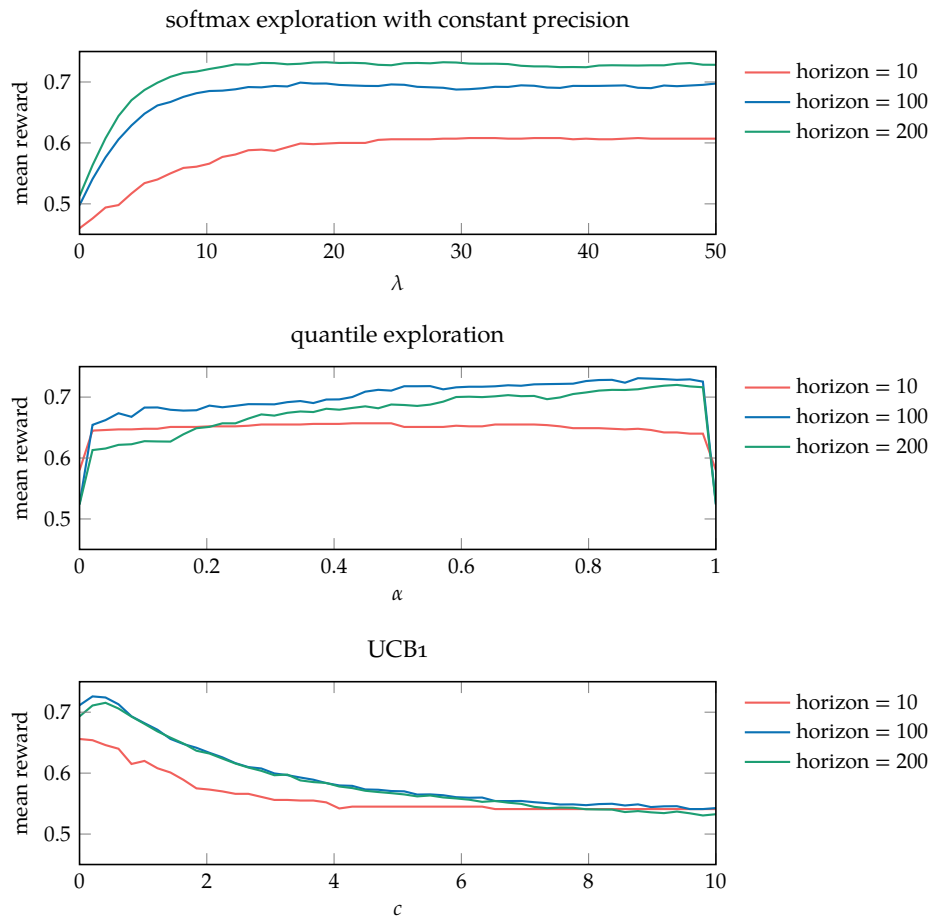 softmax exploration with constant precision
mean reward
0.7
0.6
0.5
0 10 20 30 40 50
λ
horizon = 10
horizon = 100
horizon = 200
quantile exploration
mean reward
0.7
0.6
0.5
0 0.2 0.4 0.6 0.8 1
α
horizon = 10
horizon = 100
horizon = 200
UCB1
mean reward
0.7
0.6
0.5
0 2 4 6 8 10
c
horizon = 10
horizon = 100
horizon = 200